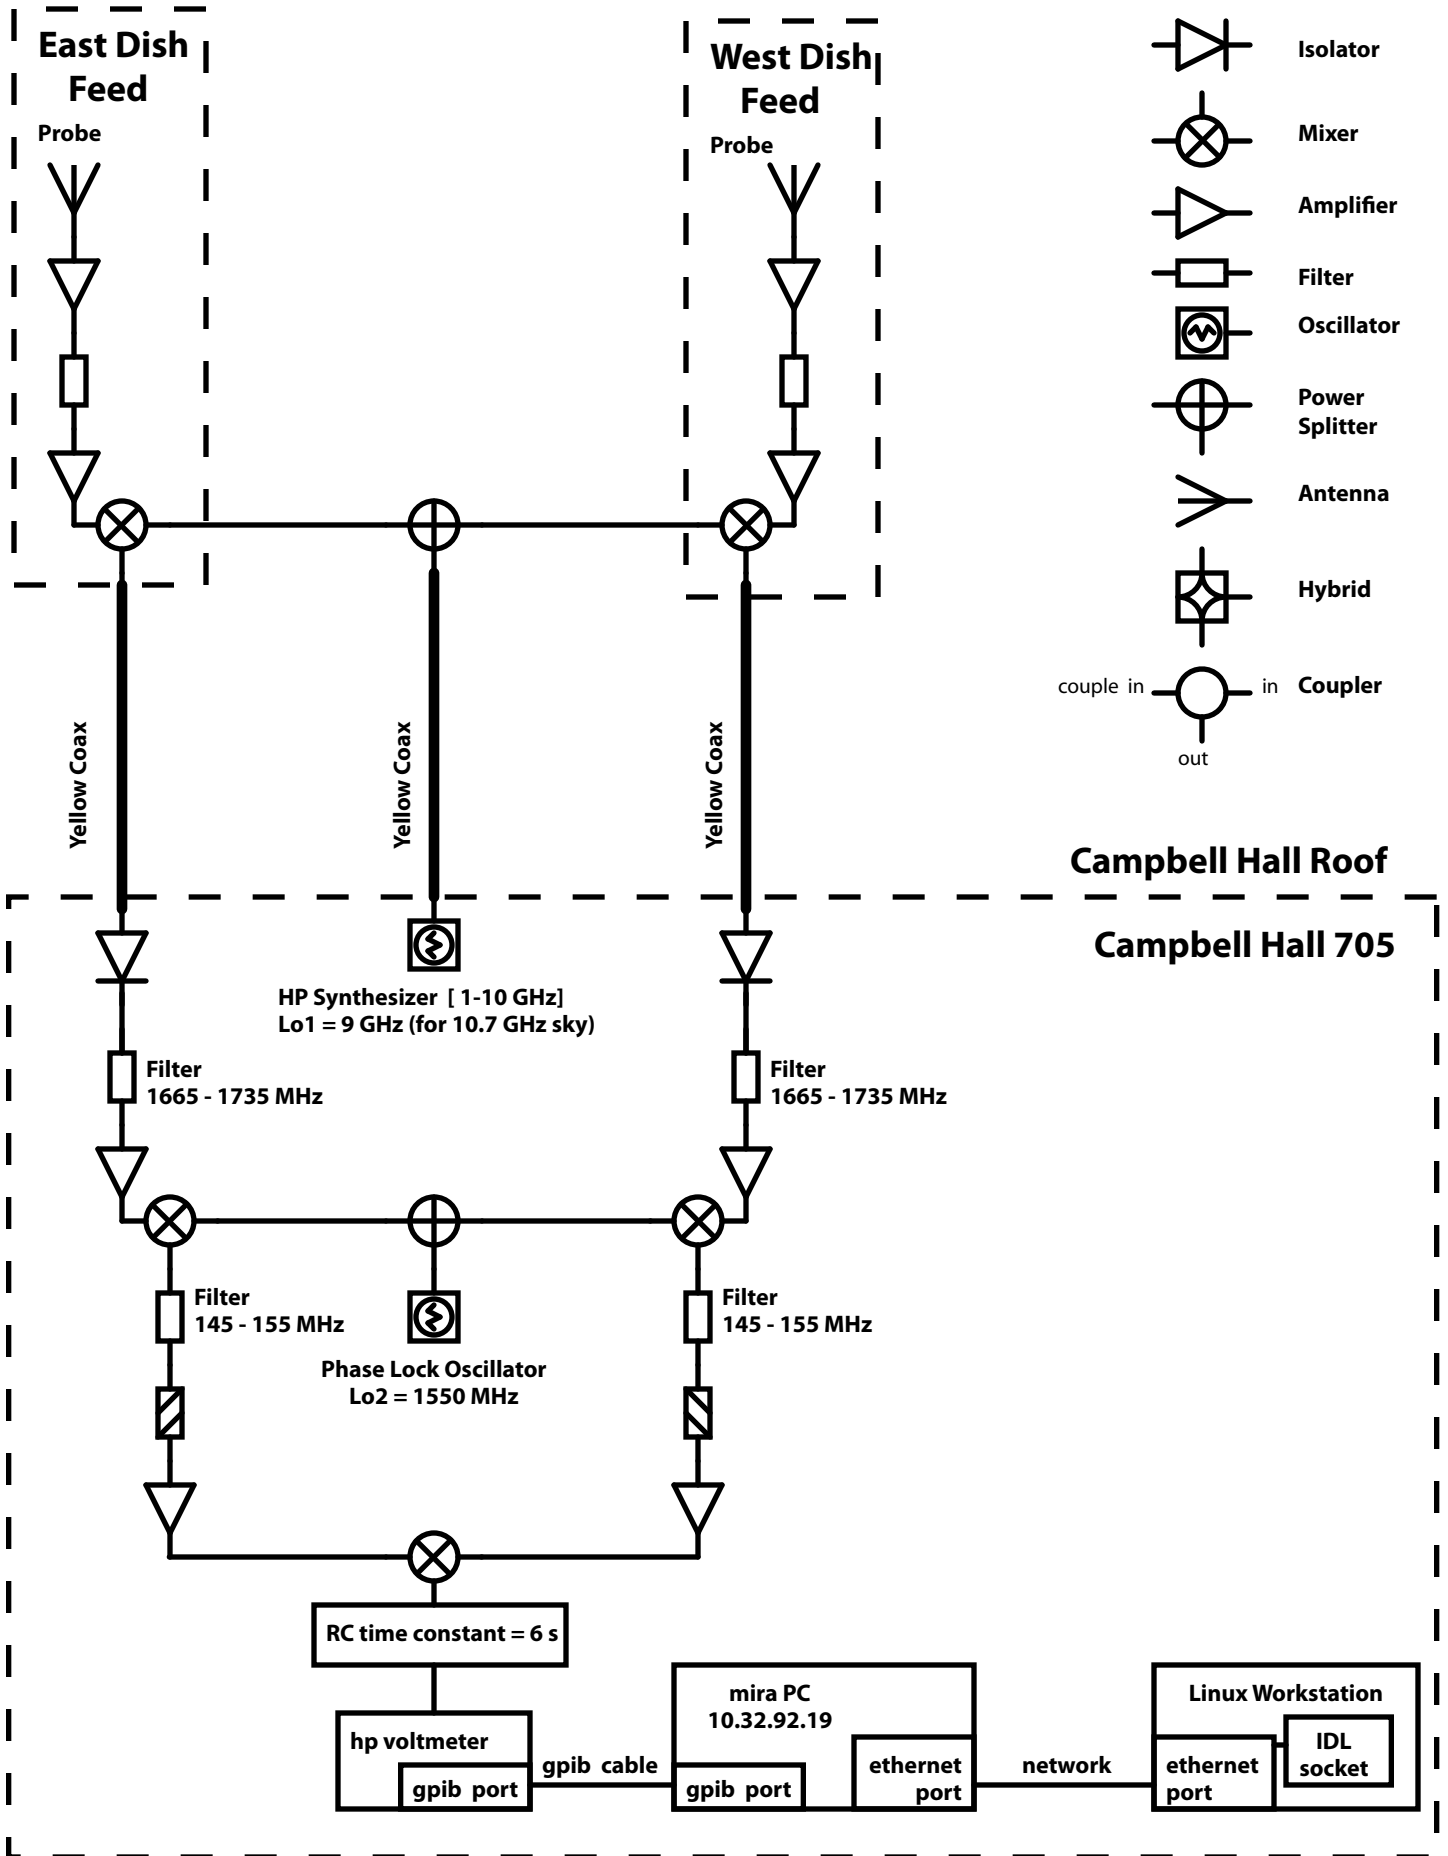 East Dish
Feed
Probe
West Dish
Feed
Probe
Isolator
Mixer
Amplifier
Filter
Oscillator
Power
Splitter
Antenna
Hybrid
couple in
in
Coupler
out
Yellow Coax
Yellow Coax
Yellow Coax
Campbell Hall Roof
Campbell Hall 705
HP Synthesizer [ 1-10 GHz]
Lo1 = 9 GHz (for 10.7 GHz sky)
Filter
1665 - 1735 MHz
Filter
1665 - 1735 MHz
Filter
145 - 155 MHz
Filter
145 - 155 MHz
Phase Lock Oscillator
Lo2 = 1550 MHz
RC time constant = 6 s
hp voltmeter
gpib port
gpib cable
mira PC
10.32.92.19
gpib port
ethernet
port
network
Linux Workstation
ethernet
port
IDL
socket